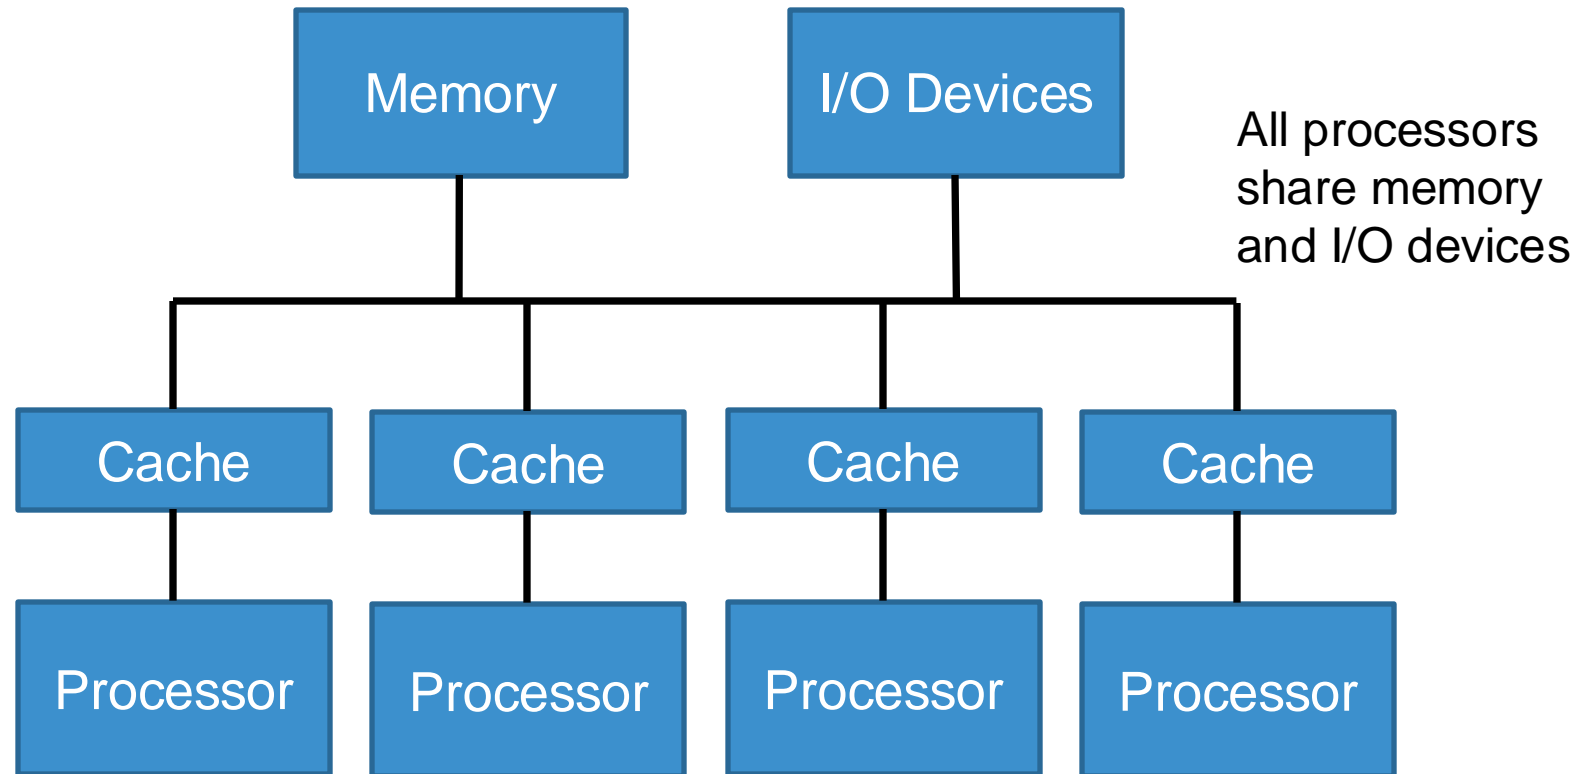 Memory
I/O Devices
All processors
share memory
and I/O devices
Cache
Cache
Cache
Cache
Processor
Processor
Processor
Processor